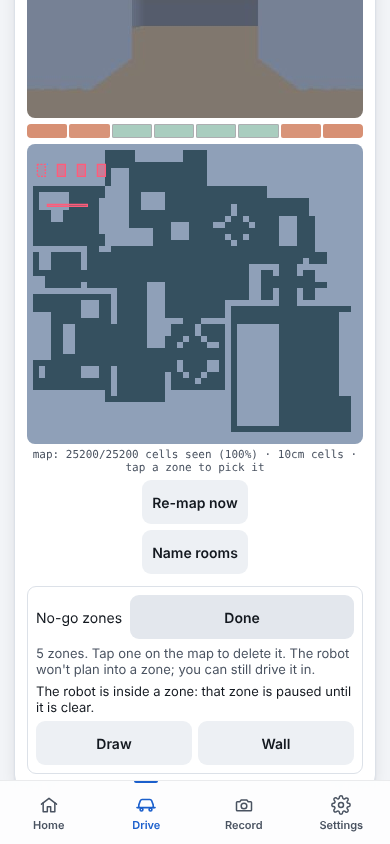 map: 25200/25200 cells seen (100%) · 10cm cells ·
tap a zone to pick it
Re-map now
Name rooms
No-go zones
Done
5 zones. Tap one on the map to delete it. The robot
won't plan into a zone; you can still drive it in.
The robot is inside a zone: that zone is paused until
it is clear.
Draw
Wall
Home
Drive
Record
Settings